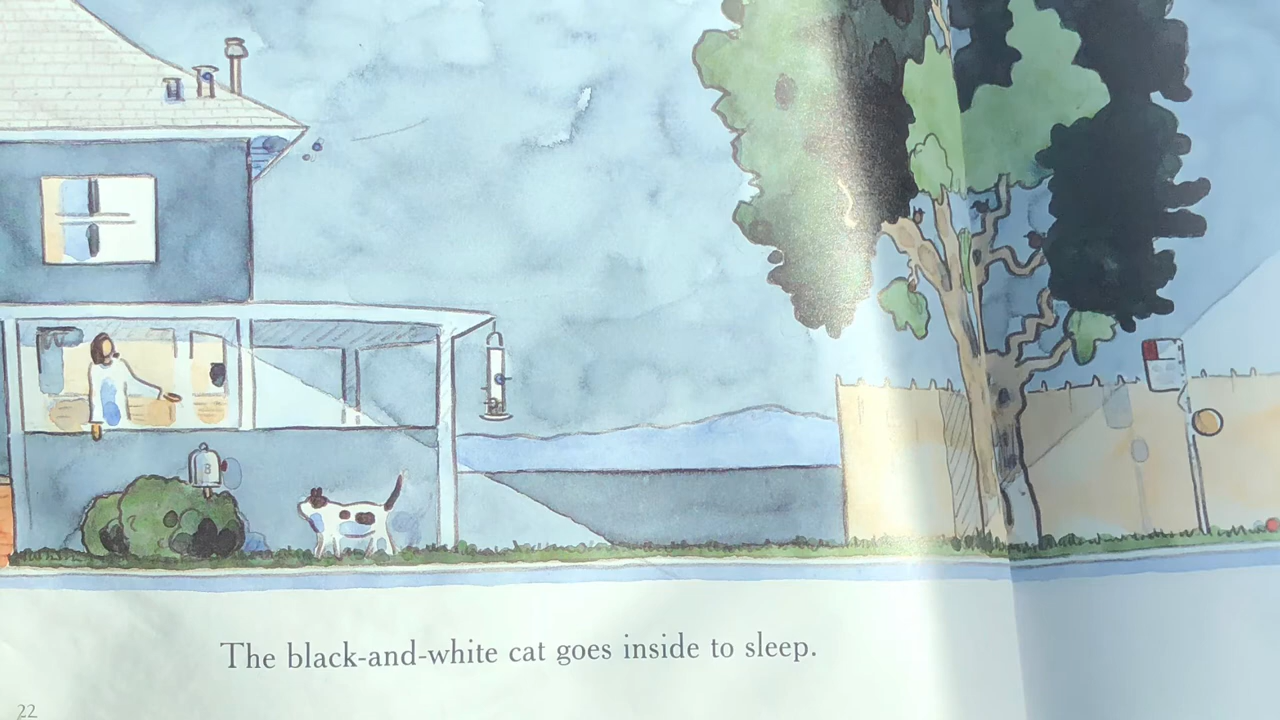 The black-and-white cat goes inside to sleep.
22